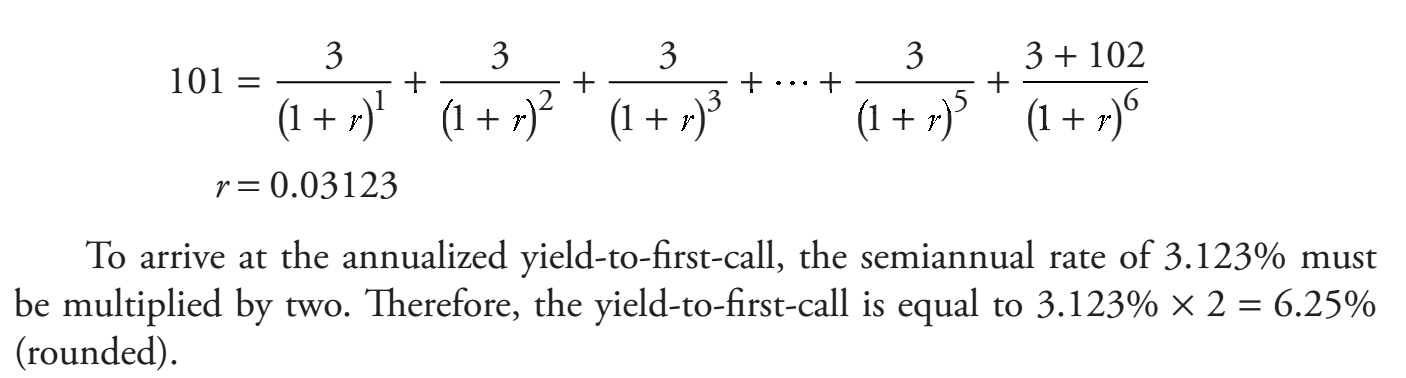 101 = 3/(1 + r)^1 + 3/(1 + r)^2 + 3/(1 + r)^3 + ⋯ + 3/(1 + r)^5 + (3 + 102)/(1 + r)^6
r = 0.03123
To arrive at the annualized yield-to-first-call, the semiannual rate of 3.123% must
be multiplied by two. Therefore, the yield-to-first-call is equal to 3.123% × 2 = 6.25%
(rounded).